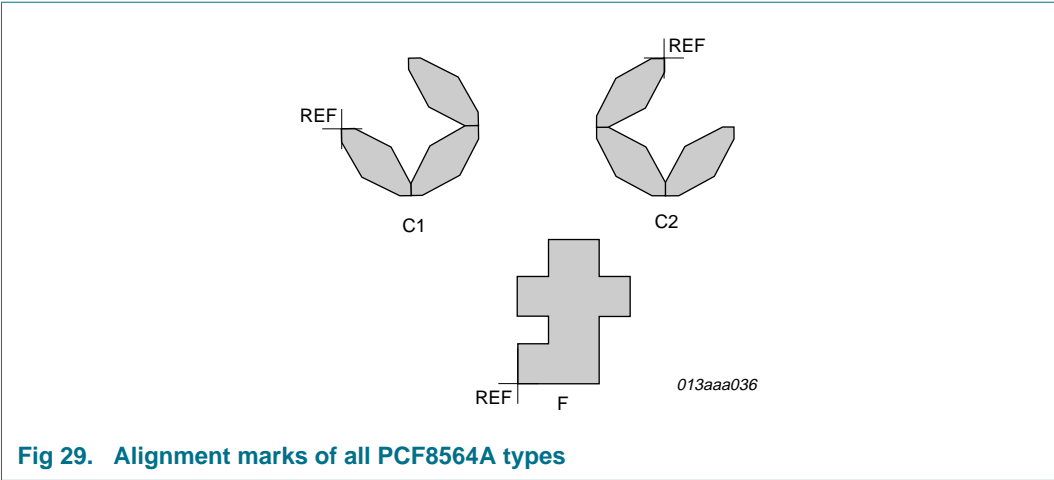 REF
REF
C1
C2
REF
F
013aaa036
Fig 29. Alignment marks of all PCF8564A types